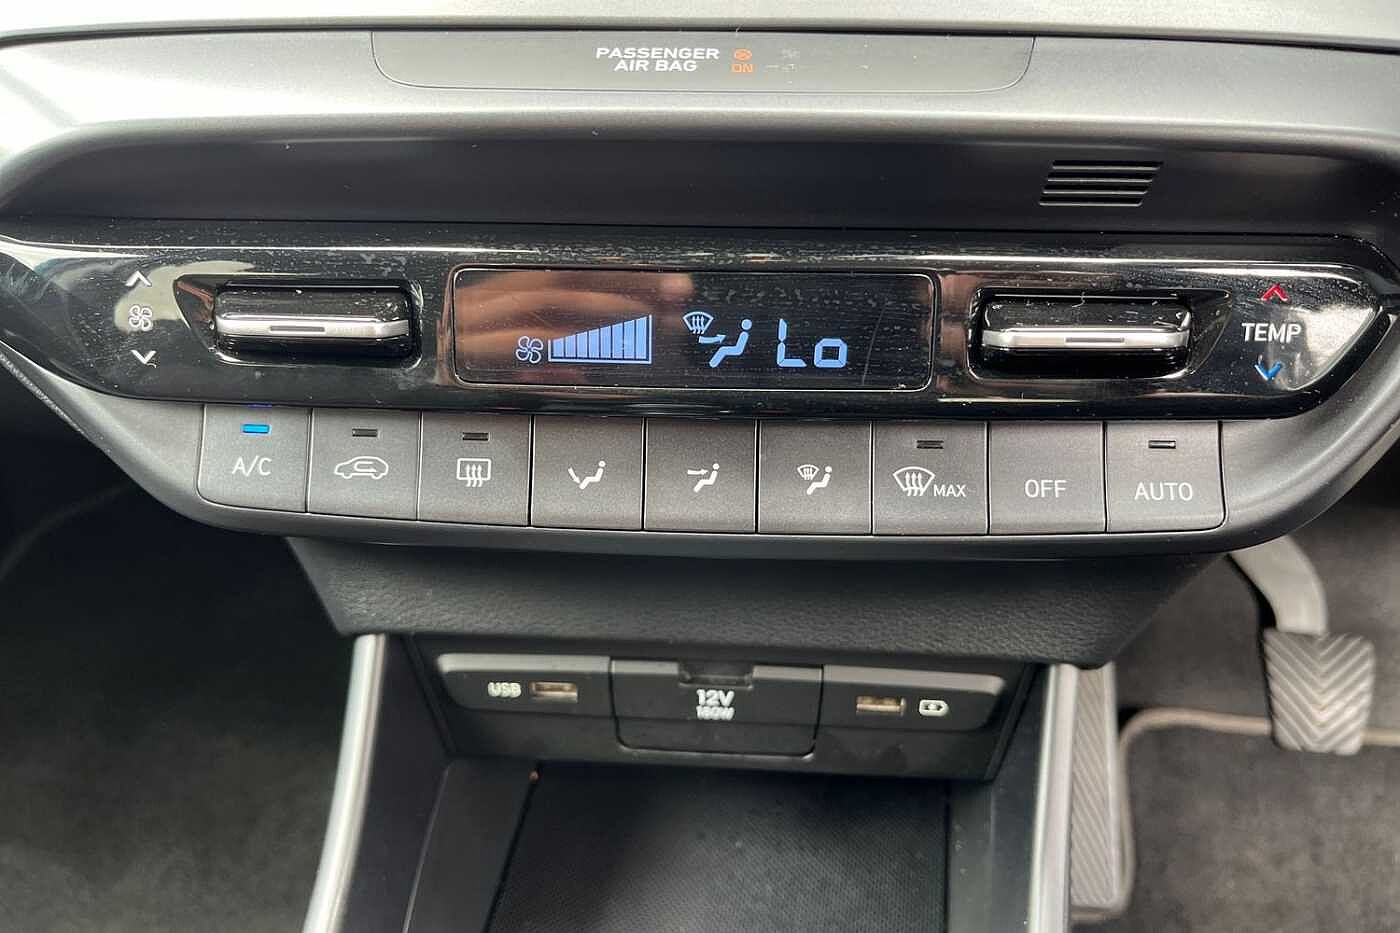 PASSENGER
AIR BAG ON
Lo
TEMP
A/C
MAX
OFF
AUTO
USB
12V
180W